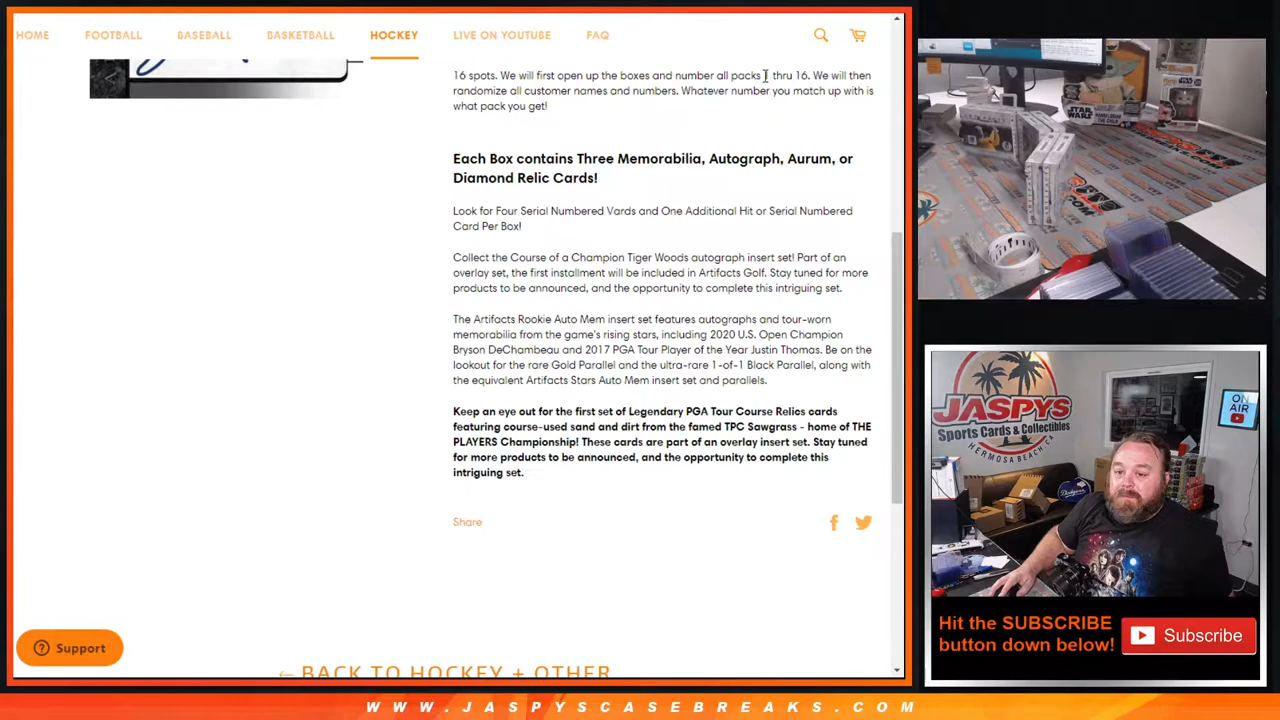 HOME FOOTBALL BASEBALL BASKETBALL HOCKEY LIVE ON YOUTUBE FAQ
16 spots. We will first open up the boxes and number all packs thru 16. We will then
randomize all customer names and numbers. Whatever number you match up with is
what pack you get!
Each Box contains Three Memorabilia, Autograph, Aurum, or
Diamond Relic Cards!
Look for Four Serial Numbered Vards and One Additional Hit or Serial Numbered
Card Per Box!
Collect the Course of a Champion Tiger Woods autograph insert set! Part of an
overlay set, the first installment will be included in Artifacts Golf. Stay tuned for more
products to be announced, and the opportunity to complete this intriguing set.
The Artifacts Rookie Auto Mem insert set features autographs and tour-worn
memorabilia from the game's rising stars, including 2020 U.S. Open Champion
Bryson DeChambeau and 2017 PGA Tour Player of the Year Justin Thomas. Be on the
lookout for the rare Gold Parallel and the ultra-rare 1-of-1 Black Parallel, along with
the equivalent Artifacts Stars Auto Mem insert set and parallels.
Keep an eye out for the first set of Legendary PGA Tour Course Relics cards
featuring course-used sand and dirt from the famed TPC Sawgrass - home of THE
PLAYERS Championship! These cards are part of an overlay insert set. Stay tuned
for more products to be announced, and the opportunity to complete this
intriguing set.
Share
Support
← BACK TO HOCKEY + OTHER
STAR WARS
JASPYS
Sports Cards & Collectibles
HERMOSA BEACH, CA
ON AIR
Dodgers
Hit the SUBSCRIBE
button down below!
Subscribe
WWW.JASPYSCASEBREAKS.COM